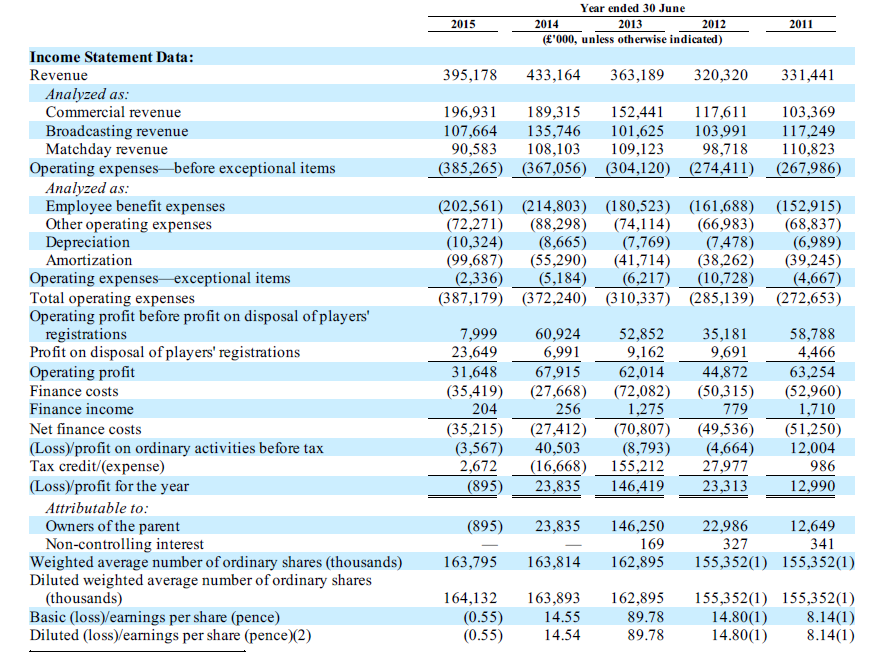 Year ended 30 June
2015 2014 2013 2012 2011
(£'000, unless otherwise indicated)
Income Statement Data:
Revenue 395,178 433,164 363,189 320,320 331,441
Analyzed as:
Commercial revenue 196,931 189,315 152,441 117,611 103,369
Broadcasting revenue 107,664 135,746 101,625 103,991 117,249
Matchday revenue 90,583 108,103 109,123 98,718 110,823
Operating expenses—before exceptional items (385,265) (367,056) (304,120) (274,411) (267,986)
Analyzed as:
Employee benefit expenses (202,561) (214,803) (180,523) (161,688) (152,915)
Other operating expenses (72,271) (88,298) (74,114) (66,983) (68,837)
Depreciation (10,324) (8,665) (7,769) (7,478) (6,989)
Amortization (99,687) (55,290) (41,714) (38,262) (39,245)
Operating expenses—exceptional items (2,336) (5,184) (6,217) (10,728) (4,667)
Total operating expenses (387,179) (372,240) (310,337) (285,139) (272,653)
Operating profit before profit on disposal of players'
registrations 7,999 60,924 52,852 35,181 58,788
Profit on disposal of players' registrations 23,649 6,991 9,162 9,691 4,466
Operating profit 31,648 67,915 62,014 44,872 63,254
Finance costs (35,419) (27,668) (72,082) (50,315) (52,960)
Finance income 204 256 1,275 779 1,710
Net finance costs (35,215) (27,412) (70,807) (49,536) (51,250)
(Loss)/profit on ordinary activities before tax (3,567) 40,503 (8,793) (4,664) 12,004
Tax credit/(expense) 2,672 (16,668) 155,212 27,977 986
(Loss)/profit for the year (895) 23,835 146,419 23,313 12,990
Attributable to:
Owners of the parent (895) 23,835 146,250 22,986 12,649
Non-controlling interest — — 169 327 341
Weighted average number of ordinary shares (thousands) 163,795 163,814 162,895 155,352(1) 155,352(1)
Diluted weighted average number of ordinary shares
(thousands) 164,132 163,893 162,895 155,352(1) 155,352(1)
Basic (loss)/earnings per share (pence) (0.55) 14.55 89.78 14.80(1) 8.14(1)
Diluted (loss)/earnings per share (pence)(2) (0.55) 14.54 89.78 14.80(1) 8.14(1)